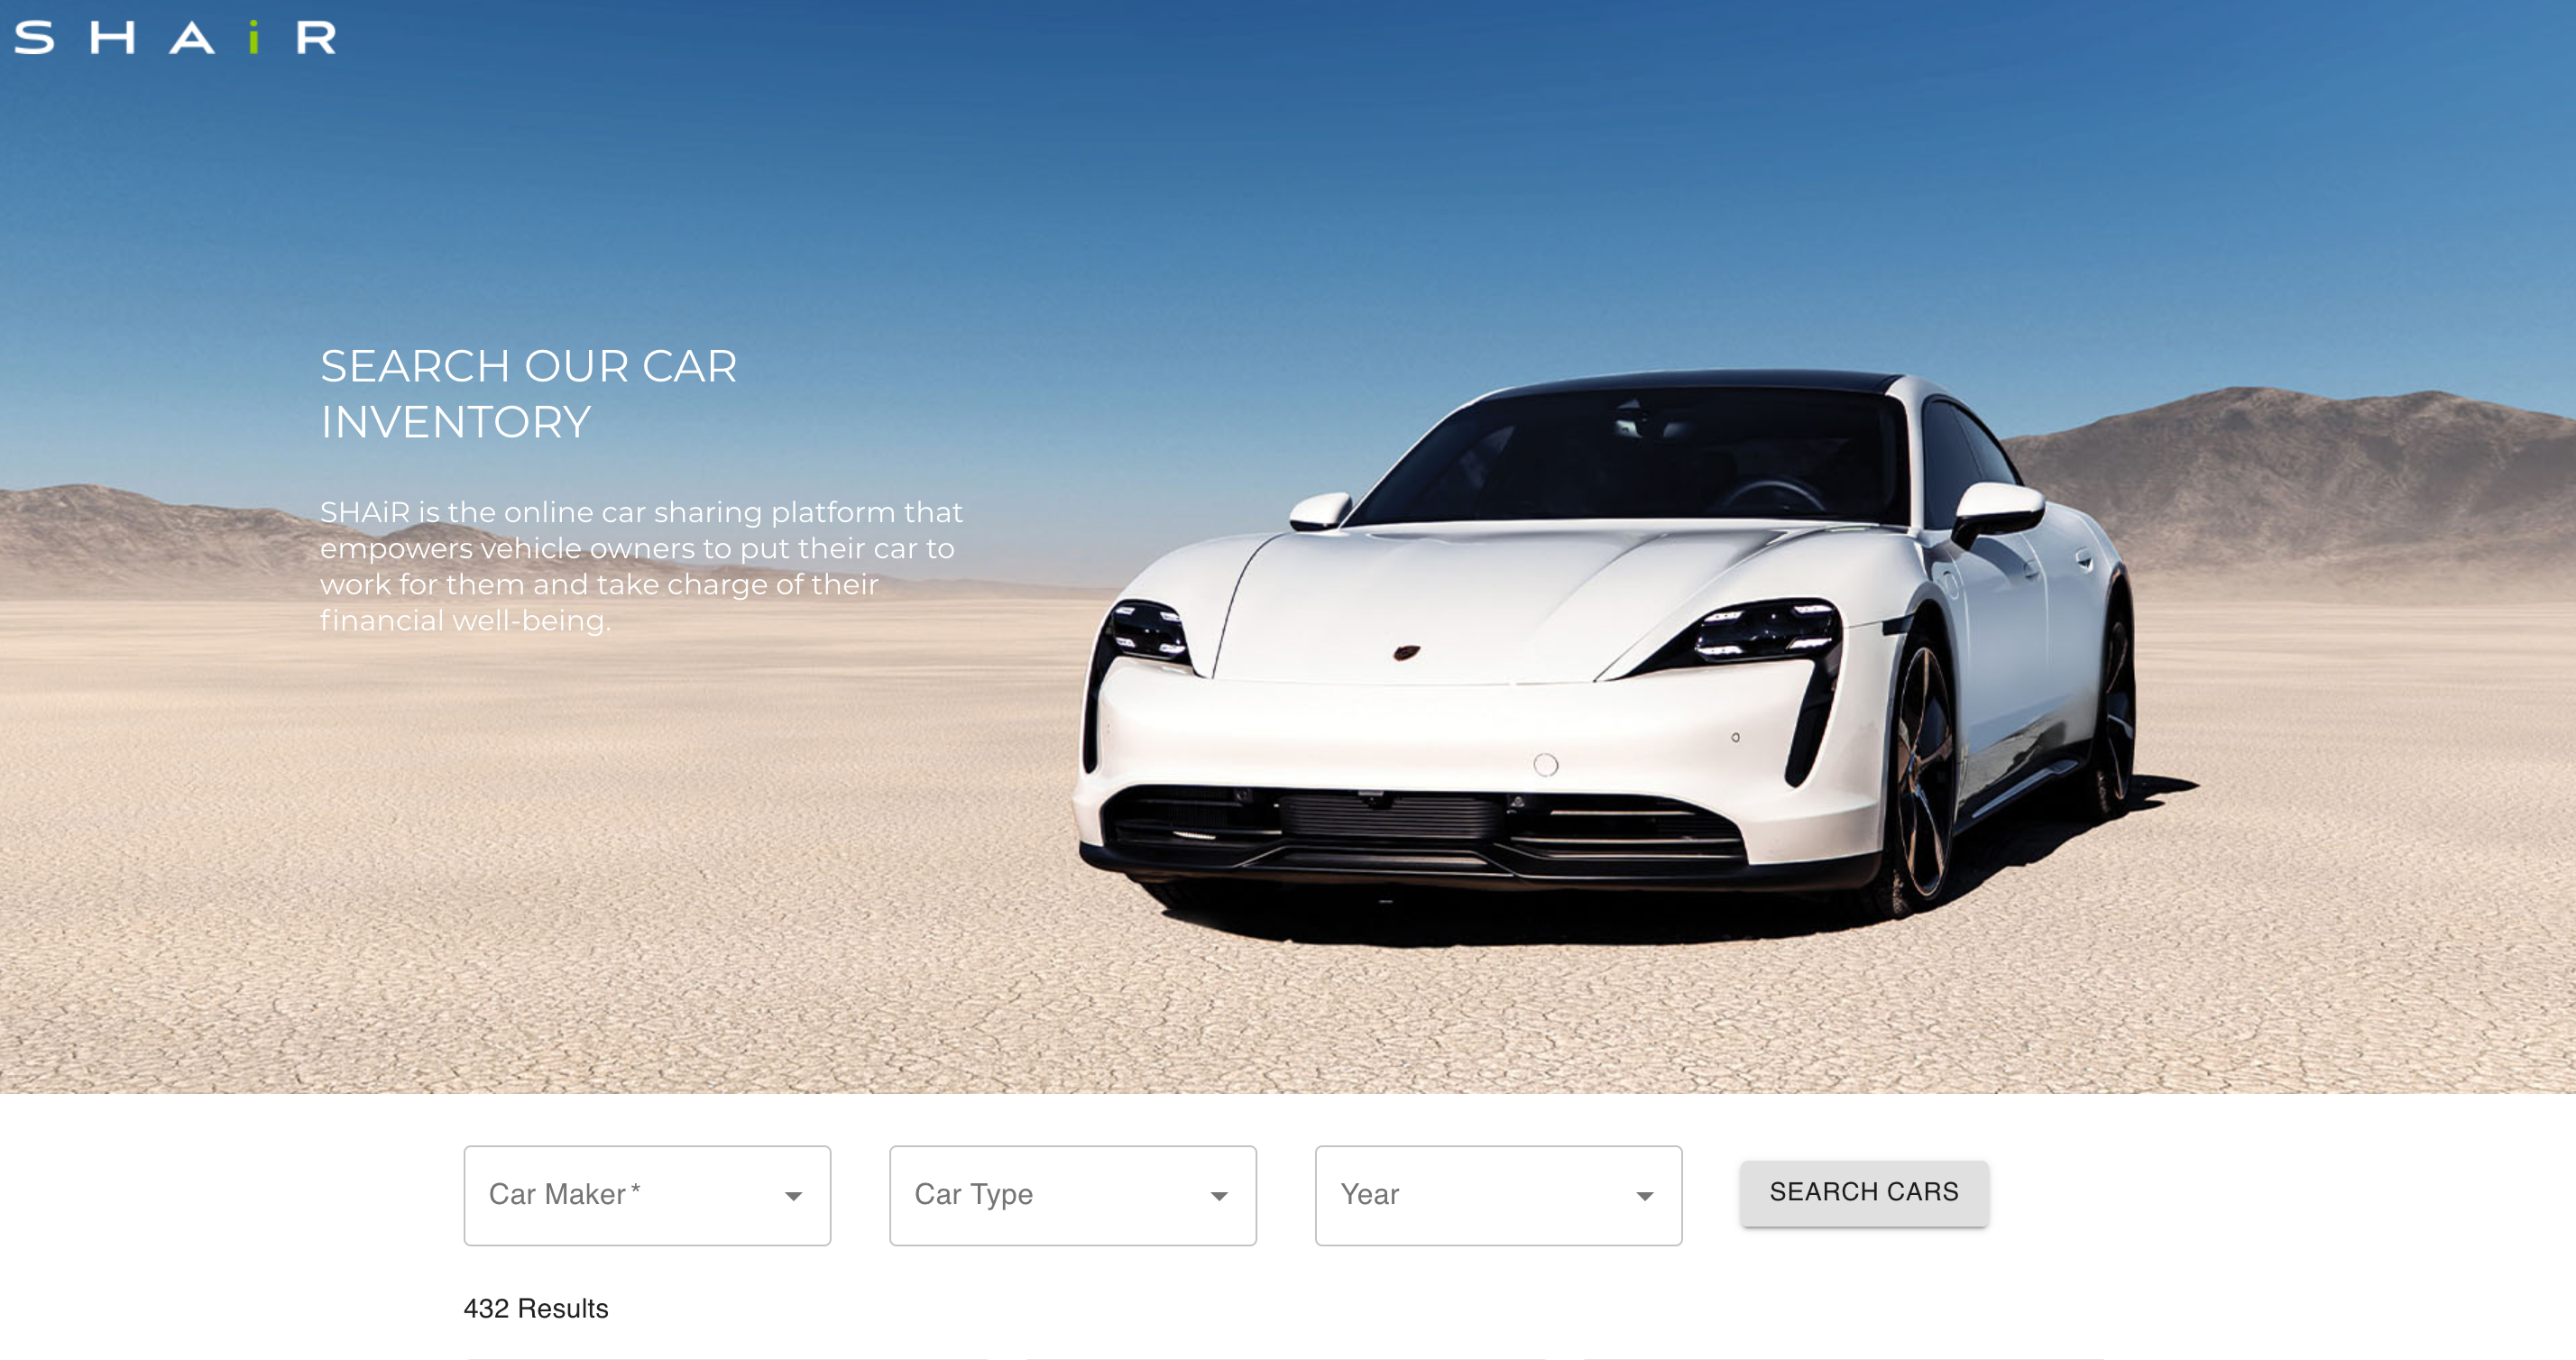 SHAiR
SEARCH OUR CAR
INVENTORY
SHAiR is the online car sharing platform that
empowers vehicle owners to put their car to
work for them and take charge of their
financial well-being.
Car Maker *
Car Type
Year
SEARCH CARS
432 Results